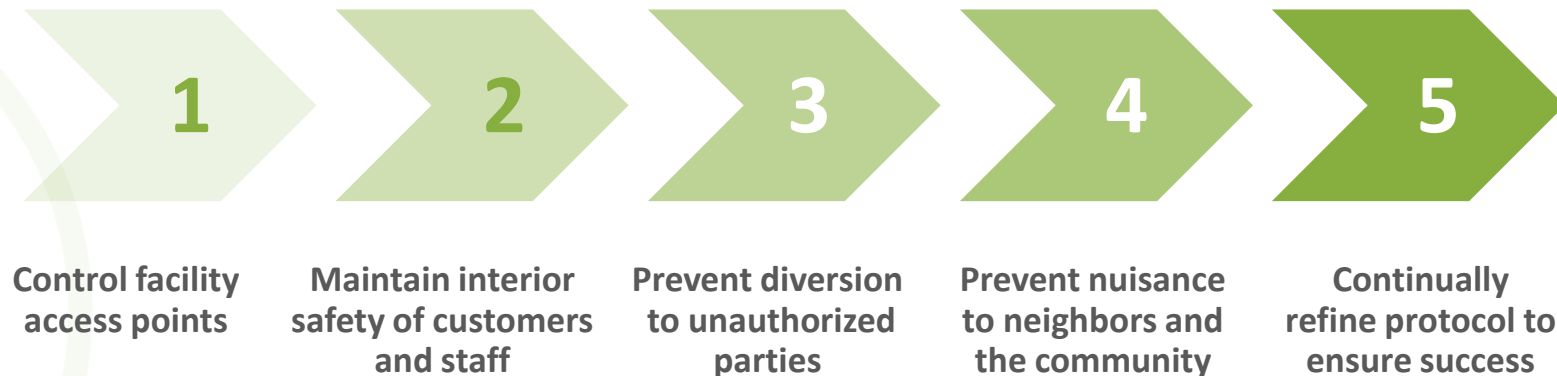 1
2
3
4
5
Control facility
access points
Maintain interior
safety of customers
and staff
Prevent diversion
to unauthorized
parties
Prevent nuisance
to neighbors and
the community
Continually
refine protocol to
ensure success